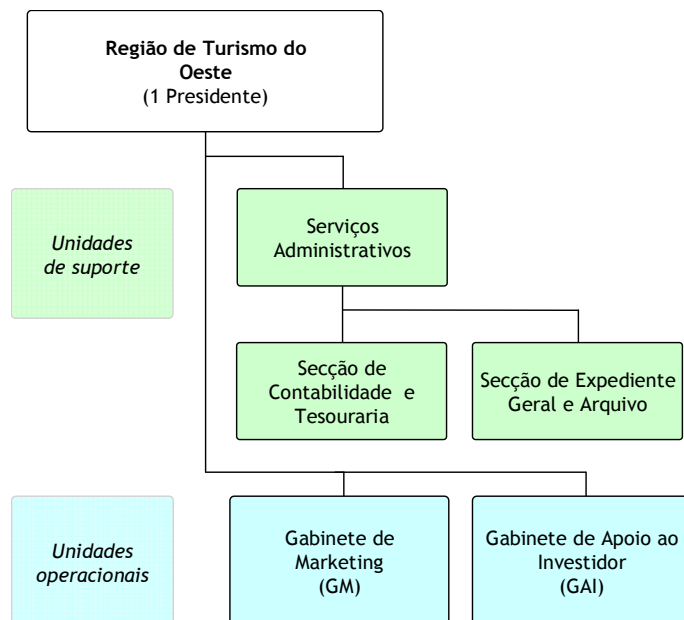 Região de Turismo do
Oeste
(1 Presidente)
Unidades
de suporte
Serviços
Administrativos
Secção de
Contabilidade e
Tesouraria
Secção de Expediente
Geral e Arquivo
Unidades
operacionais
Gabinete de
Marketing
(GM)
Gabinete de Apoio ao
Investidor
(GAI)